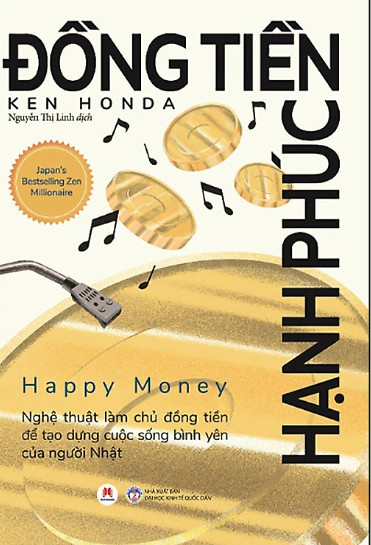 ĐỒNG TIỀN
HẠNH PHÚC
KEN HONDA
Nguyễn Thị Linh dịch
Japan's
Bestselling Zen
Millionaire
Happy Money
Nghệ thuật làm chủ đồng tiền
để tạo dựng cuộc sống bình yên
của người Nhật
NHÀ XUẤT BẢN
ĐẠI HỌC KINH TẾ QUỐC DÂN